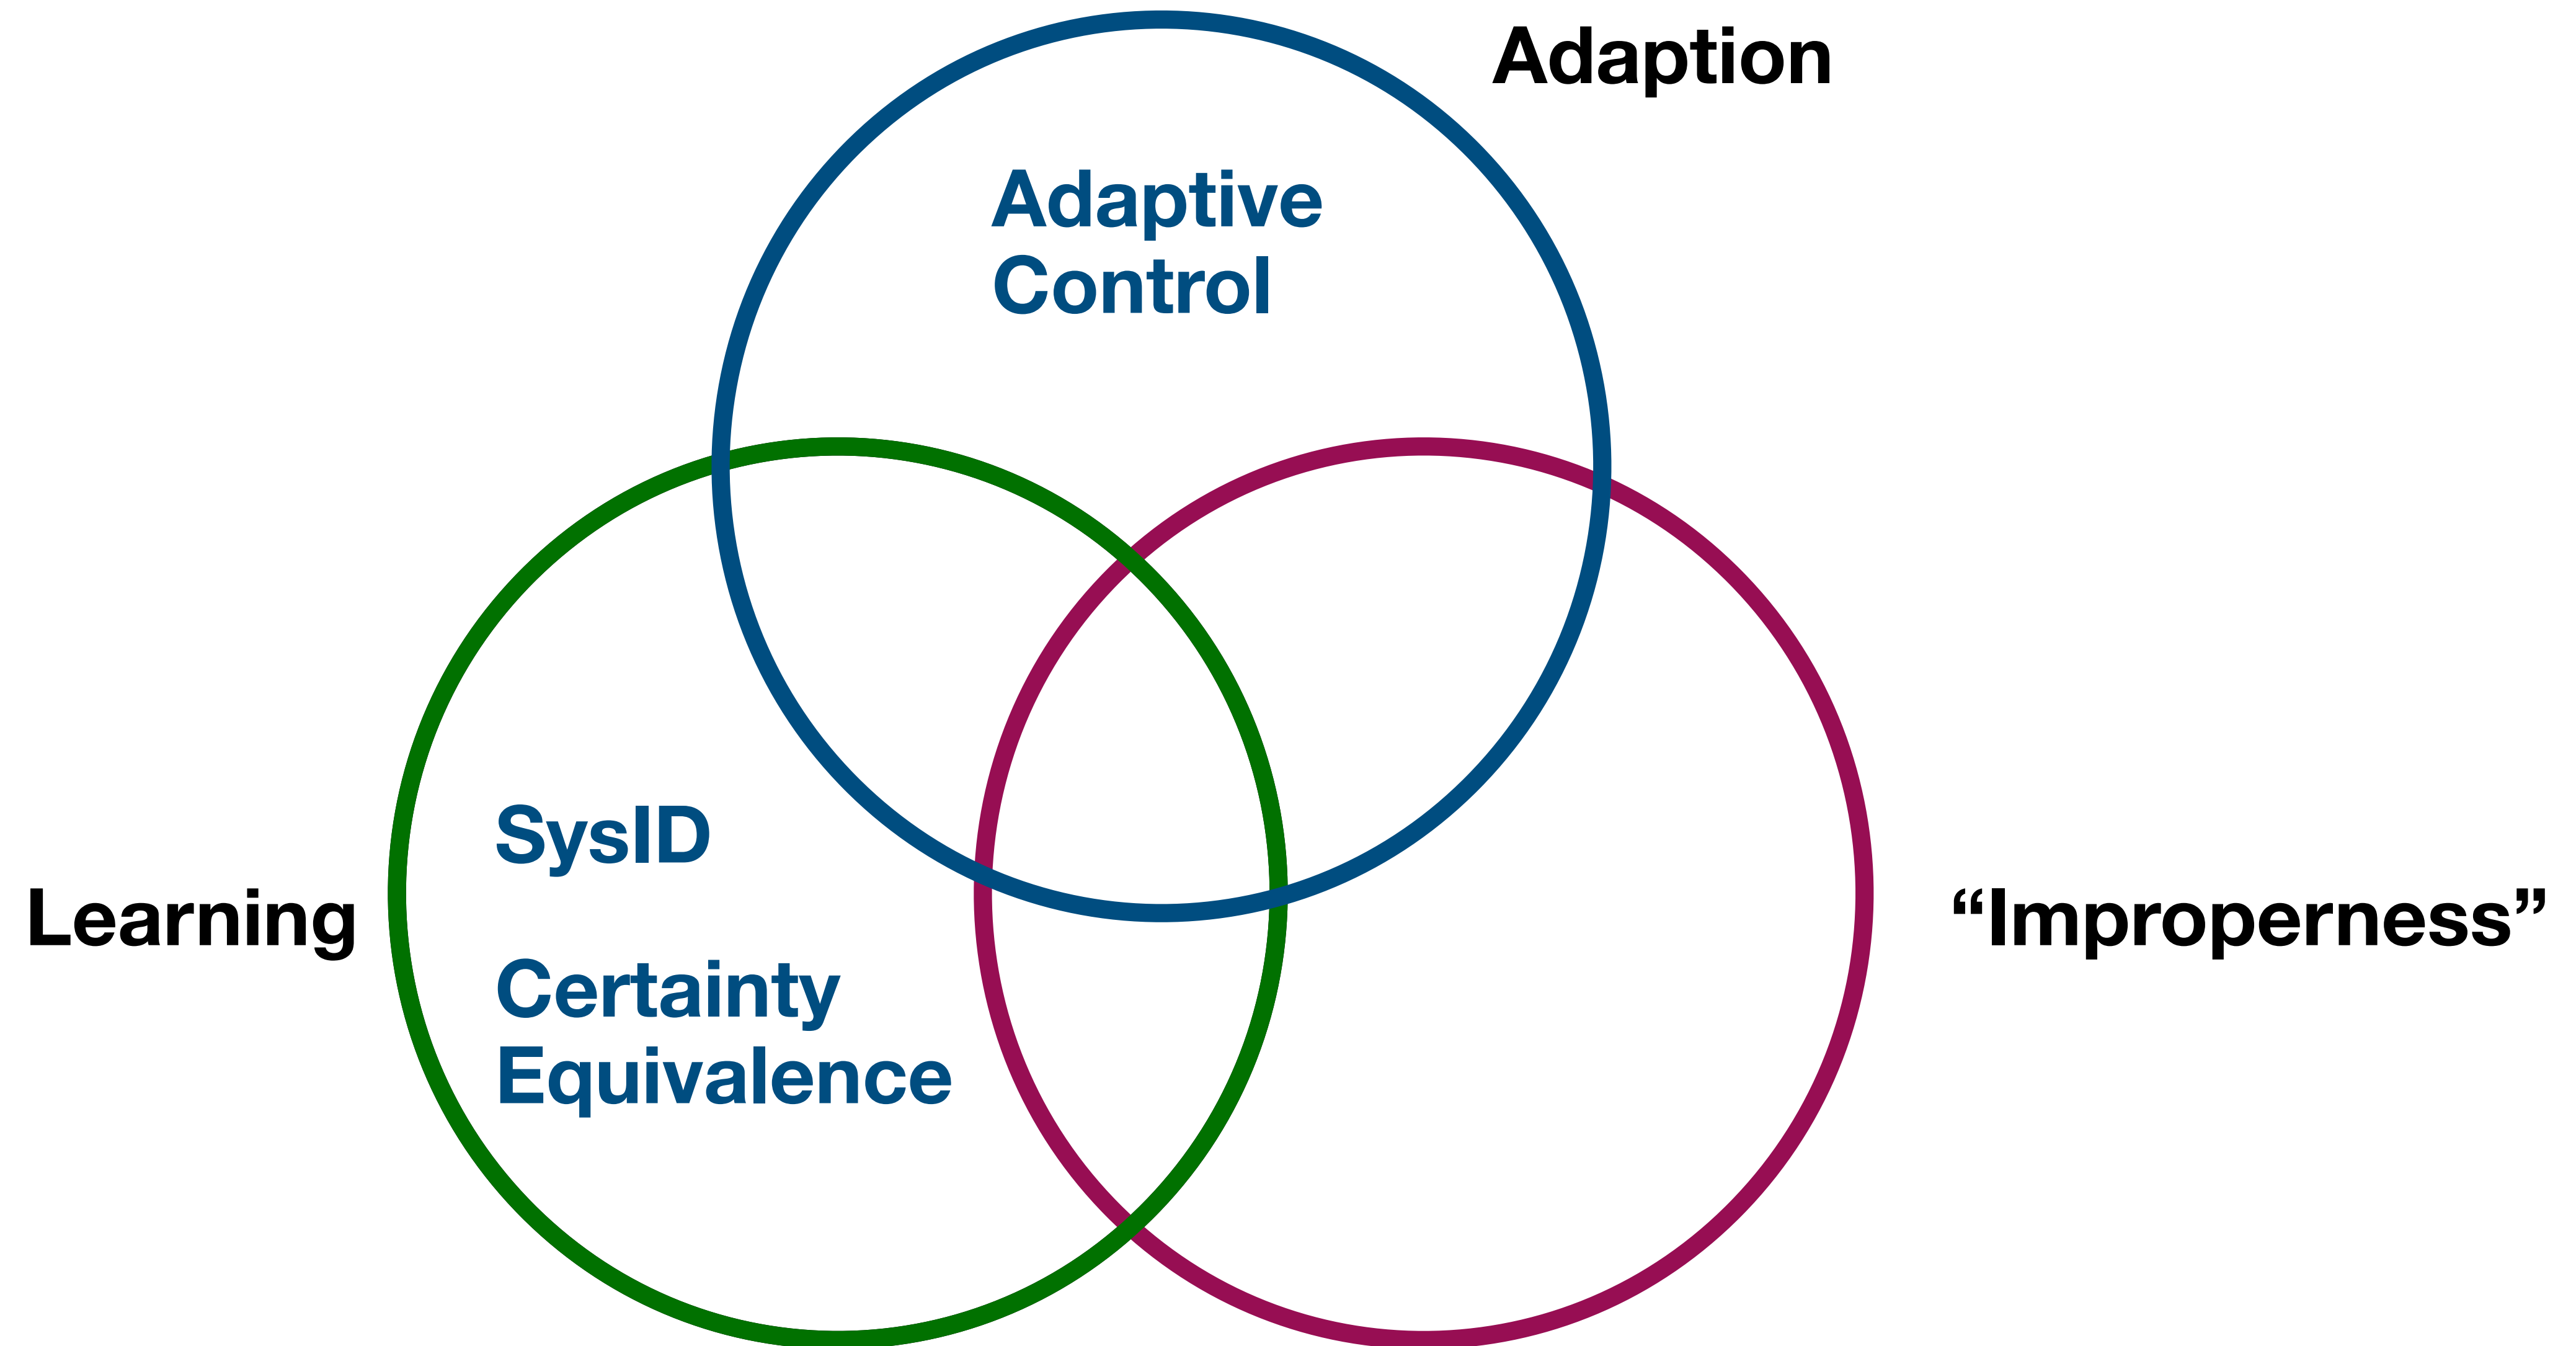 Adaption
Adaptive
Control
SysID
Learning
“Improperness”
Certainty
Equivalence